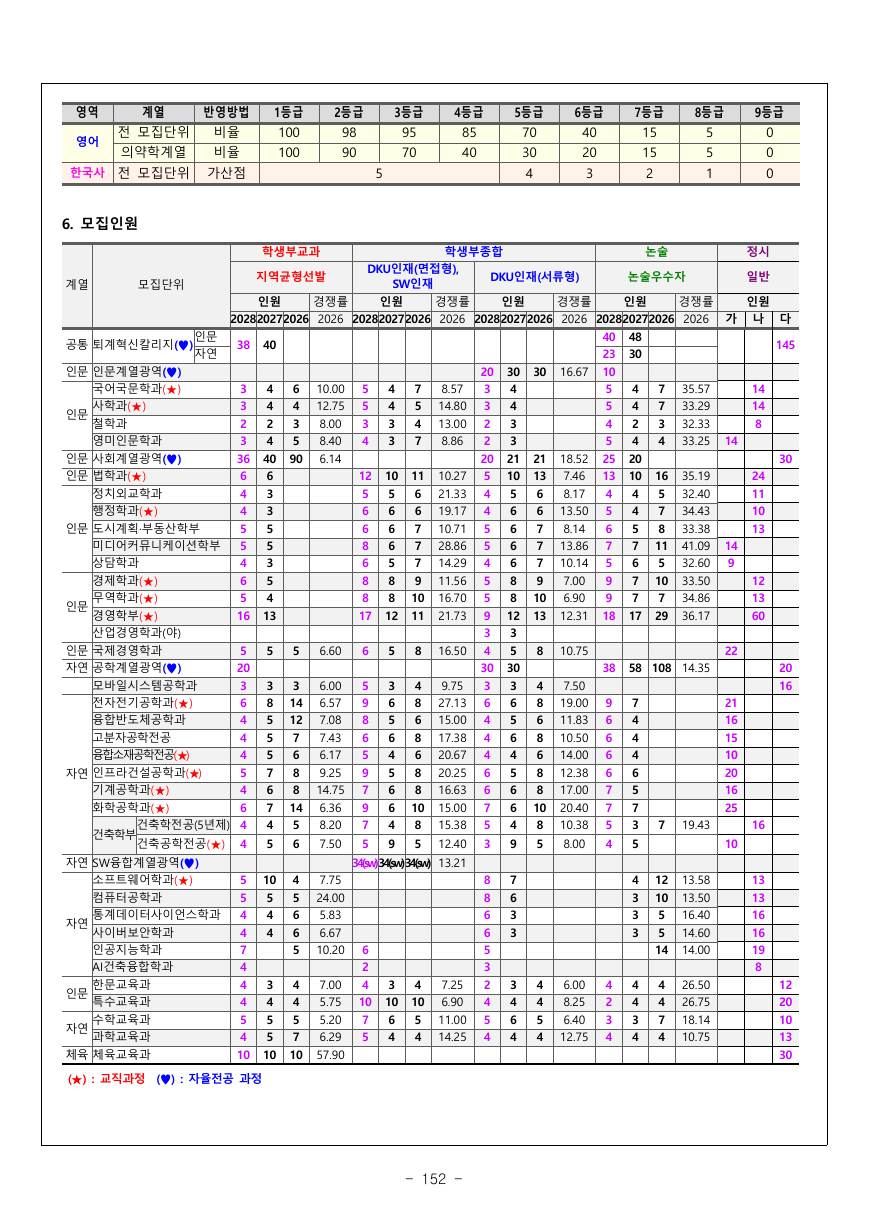 영역 계열 반영방법 1등급 2등급 3등급 4등급 5등급 6등급 7등급 8등급 9등급
영어 전 모집단위 비율 100 98 95 85 70 40 15 5 0
의약학계열 비율 100 90 70 40 30 20 15 5 0
한국사 전 모집단위 가산점 5 4 3 2 1 0
6. 모집인원
계열 모집단위 학생부교과 학생부종합 논술 정시
지역균형선발 DKU인재(면접형), SW인재 DKU인재(서류형) 논술우수자 일반
인원 경쟁률 인원 경쟁률 인원 경쟁률 인원 경쟁률 인원
2028 2027 2026 2026 2028 2027 2026 2026 2028 2027 2026 2026 2028 2027 2026 2026 가 나 다
공통 퇴계혁신칼리지(♥) 인문 38 40 40 48 145
자연 23 30
인문 인문계열광역(♥) 20 30 30 16.67 10
인문 국어국문학과(★) 3 4 6 10.00 5 4 7 8.57 3 4 5 4 7 35.57 14
사학과(★) 3 4 4 12.75 5 4 5 14.80 3 4 5 4 7 33.29 14
철학과 2 2 3 8.00 3 3 4 13.00 2 3 4 2 3 32.33 8
영미인문학과 3 4 5 8.40 4 3 7 8.86 2 3 5 4 4 33.25 14
인문 사회계열광역(♥) 36 40 90 6.14 20 21 21 18.52 25 20 30
인문 법학과(★) 6 6 12 10 11 10.27 5 10 13 7.46 13 10 16 35.19 24
인문 정치외교학과 4 3 5 5 6 21.33 4 5 6 8.17 4 4 5 32.40 11
행정학과(★) 4 3 6 6 6 19.17 4 6 6 13.50 5 4 7 34.43 10
도시계획·부동산학부 5 5 6 6 7 10.71 5 6 7 8.14 6 5 8 33.38 13
미디어커뮤니케이션학부 5 5 8 6 7 28.86 5 6 7 13.86 7 7 11 41.09 14
상담학과 4 3 6 5 7 14.29 4 6 7 10.14 5 6 5 32.60 9
인문 경제학과(★) 6 5 8 8 9 11.56 5 8 9 7.00 9 7 10 33.50 12
무역학과(★) 5 4 8 8 10 16.70 5 8 10 6.90 9 7 7 34.86 13
경영학부(★) 16 13 17 12 11 21.73 9 12 13 12.31 18 17 29 36.17 60
산업경영학과(야) 3 3
인문 국제경영학과 5 5 5 6.60 6 5 8 16.50 4 5 8 10.75 22
자연 공학계열광역(♥) 20 30 30 38 58 108 14.35 20
자연 모바일시스템공학과 3 3 3 6.00 5 3 4 9.75 3 3 4 7.50 16
전자전기공학과(★) 6 8 14 6.57 9 6 8 27.13 6 6 8 19.00 9 7 21
융합반도체공학과 4 5 12 7.08 8 5 6 15.00 4 5 6 11.83 6 4 16
고분자공학전공 4 5 7 7.43 6 6 8 17.38 4 6 8 10.50 6 4 15
융합소재공학전공(★) 4 5 6 6.17 5 4 6 20.67 4 4 6 14.00 6 4 10
인프라건설공학과(★) 5 7 8 9.25 9 5 8 20.25 6 5 8 12.38 6 6 20
기계공학과(★) 4 6 8 14.75 7 6 8 16.63 6 6 8 17.00 7 5 16
화학공학과(★) 6 7 14 6.36 9 6 10 15.00 7 6 10 20.40 7 7 25
건축학부 건축학전공(5년제) 4 4 5 8.20 7 4 8 15.38 5 4 8 10.38 5 3 7 19.43 16
건축공학전공(★) 4 5 6 7.50 5 9 5 12.40 3 9 5 8.00 4 5 10
자연 SW융합계열광역(♥) 34(sw) 34(sw) 34(sw) 13.21
자연 소프트웨어학과(★) 5 10 4 7.75 8 7 4 12 13.58 13
컴퓨터공학과 5 5 5 24.00 8 6 3 10 13.50 13
통계데이터사이언스학과 4 4 6 5.83 6 3 3 5 16.40 16
사이버보안학과 4 4 6 6.67 6 3 3 5 14.60 16
인공지능학과 7 5 10.20 6 5 14 14.00 19
AI건축융합학과 4 2 3 8
인문 한문교육과 4 3 4 7.00 4 3 4 7.25 2 3 4 6.00 4 4 4 26.50 12
특수교육과 4 4 4 5.75 10 10 10 6.90 4 4 4 8.25 2 4 4 26.75 20
자연 수학교육과 5 5 5 5.20 7 6 5 11.00 5 6 5 6.40 3 3 7 18.14 10
과학교육과 4 5 7 6.29 5 4 4 14.25 4 4 4 12.75 4 4 4 10.75 13
체육 체육교육과 10 10 10 57.90 30
(★) : 교직과정 (♥) : 자율전공 과정
- 152 -